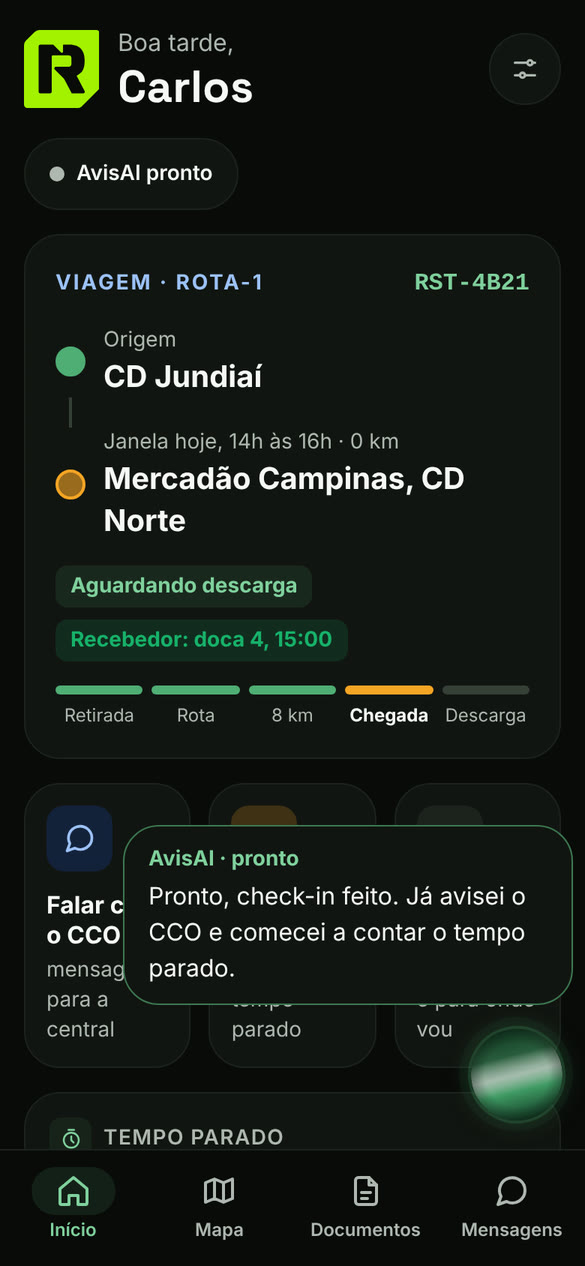 Boa tarde,
Carlos
AvisAI pronto
VIAGEM · ROTA-1
RST-4B21
Origem
CD Jundiaí
Janela hoje, 14h às 16h · 0 km
Mercadão Campinas, CD
Norte
Aguardando descarga
Recebedor: doca 4, 15:00
Retirada
Rota
8 km
Chegada
Descarga
Falar c
o CCO
mensag
para a
central
parado
vou
AvisAI · pronto
Pronto, check-in feito. Já avisei o
CCO e comecei a contar o tempo
parado.
TEMPO PARADO
Início
Mapa
Documentos
Mensagens